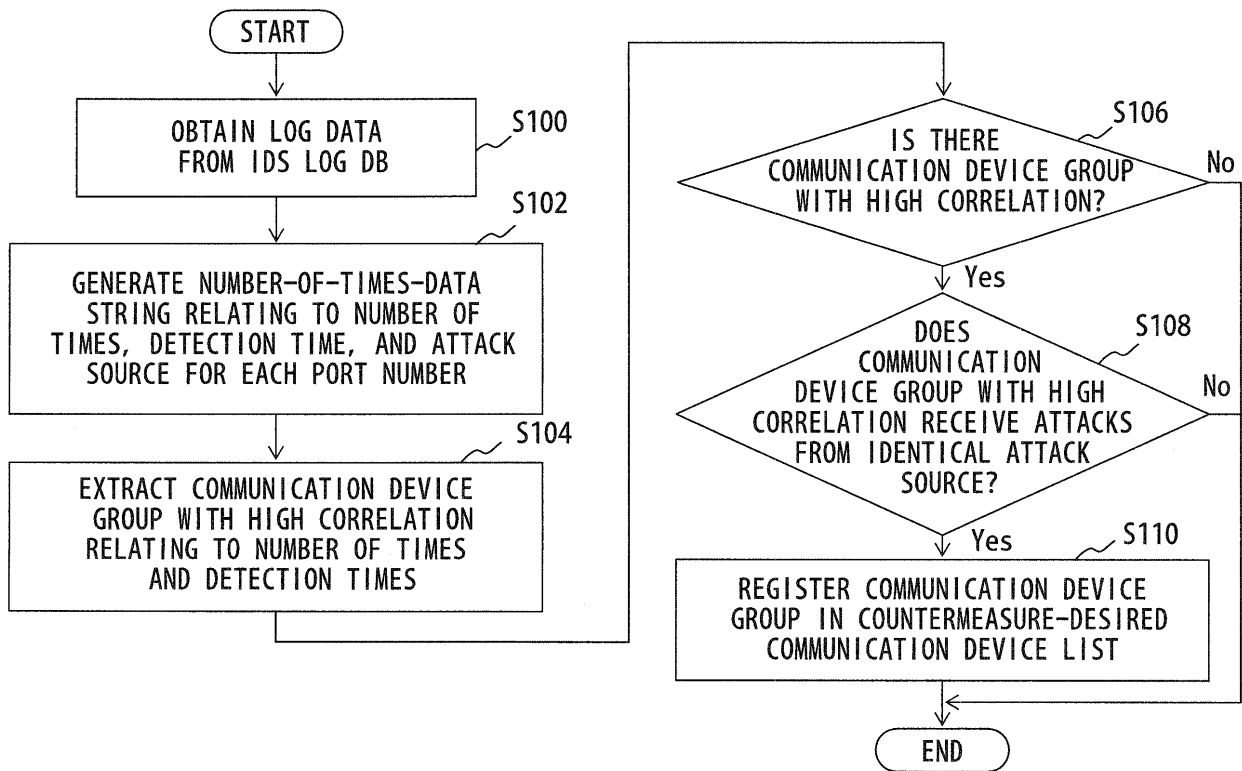 START
OBTAIN LOG DATA
FROM IDS LOG DB
S100
S102
GENERATE NUMBER-OF-TIMES-DATA
STRING RELATING TO NUMBER OF
TIMES, DETECTION TIME, AND ATTACK
SOURCE FOR EACH PORT NUMBER
S104
EXTRACT COMMUNICATION DEVICE
GROUP WITH HIGH CORRELATION
RELATING TO NUMBER OF TIMES
AND DETECTION TIMES
S106
IS THERE
COMMUNICATION DEVICE GROUP
WITH HIGH CORRELATION?
No
Yes
S108
DOES
COMMUNICATION
DEVICE GROUP WITH HIGH
CORRELATION RECEIVE ATTACKS
FROM IDENTICAL ATTACK
SOURCE?
No
Yes
S110
REGISTER COMMUNICATION DEVICE
GROUP IN COUNTERMEASURE-DESIRED
COMMUNICATION DEVICE LIST
END